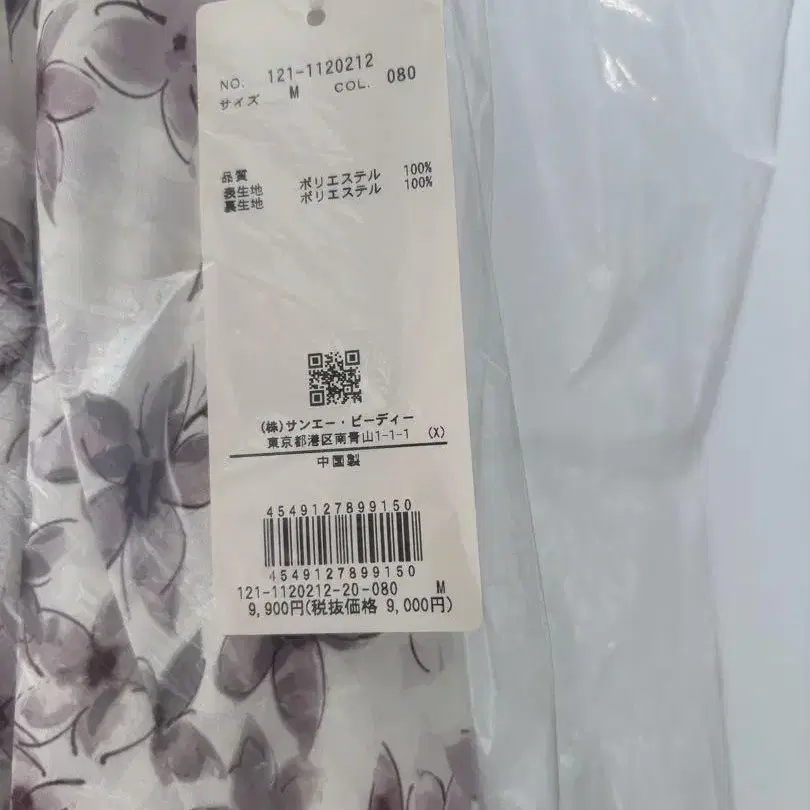 NO. 121-1120212
サイズ M COL. 080
品質
表生地 ポリエステル 100%
裏生地 ポリエステル 100%
(株)サンエー・ビーディー
東京都港区南青山1-1-1 (X)
中国製
4549127899150
4549127899150
121-1120212-20-080 M
9,900円(税抜価格 9,000円)